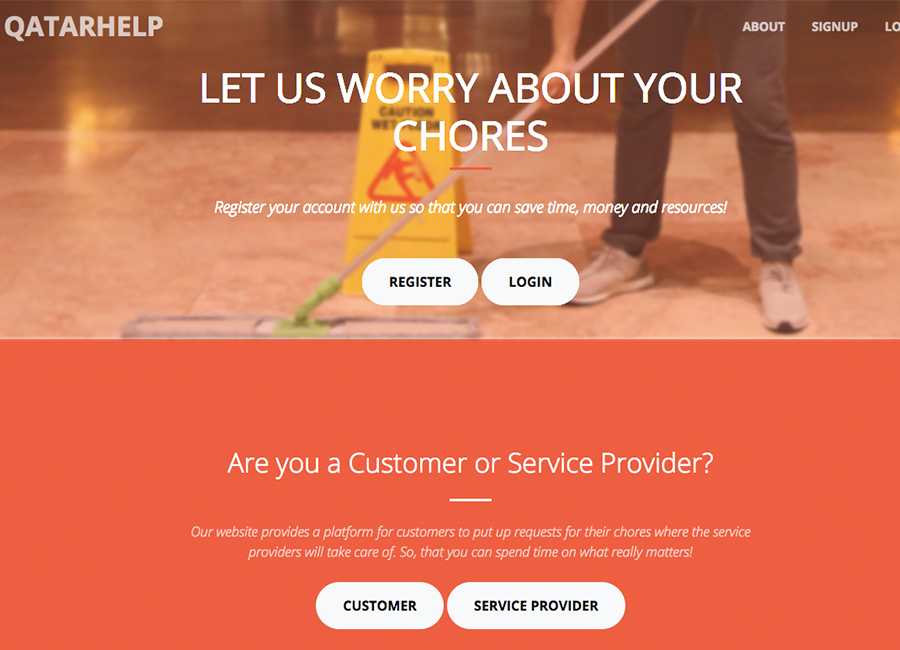 QATARHELP
ABOUT SIGNUP LO
LET US WORRY ABOUT YOUR
CHORES
CAUTION
Register your account with us so that you can save time, money and resources!
REGISTER LOGIN
Are you a Customer or Service Provider?
Our website provides a platform for customers to put up requests for their chores where the service
providers will take care of. So, that you can spend time on what really matters!
CUSTOMER SERVICE PROVIDER